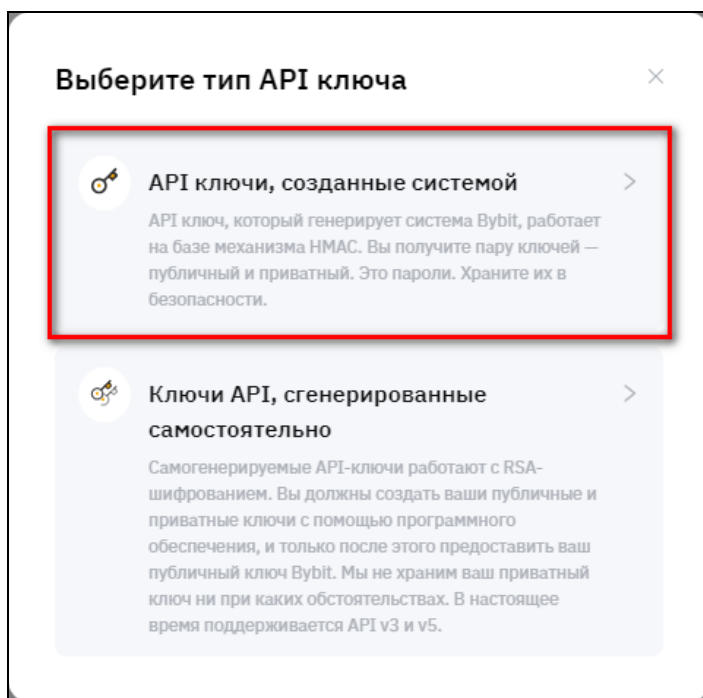 Выберите тип API ключа
API ключи, созданные системой
API ключ, который генерирует система Bybit, работает
на базе механизма HMAC. Вы получите пару ключей —
публичный и приватный. Это пароли. Храните их в
безопасности.
Ключи API, сгенерированные
самостоятельно
Самогенерируемые API-ключи работают с RSA-
шифрованием. Вы должны создать ваши публичные и
приватные ключи с помощью программного
обеспечения, и только после этого предоставить ваш
публичный ключ Bybit. Мы не храним ваш приватный
ключ ни при каких обстоятельствах. В настоящее
время поддерживается API v3 и v5.